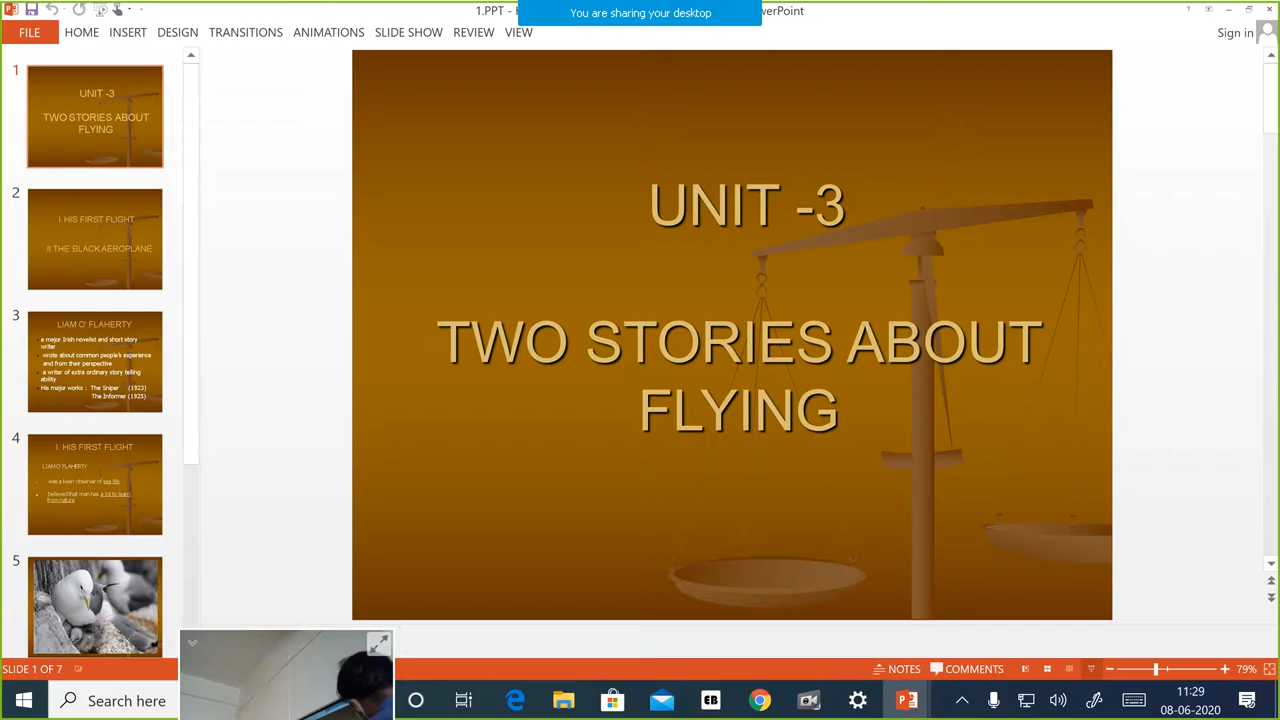 1.PPT -
You are sharing your desktop
werPoint
FILE
HOME
INSERT
DESIGN
TRANSITIONS
ANIMATIONS
SLIDE SHOW
REVIEW
VIEW
Sign in
1
UNIT -3
TWO STORIES ABOUT
FLYING
2
I. HIS FIRST FLIGHT
II.THE BLACK AEROPLANE
3
LIAM O' FLAHERTY
a major Irish novelist and short story
writer
wrote about common people's experience
and from their perspective
a writer of extra ordinary story telling
ability
His major works : The Sniper (1923)
The Informer (1925)
4
I. HIS FIRST FLIGHT
LIAM O' FLAHERTY
was a keen observer of sea life
believed that man has a lot to learn
from nature
5
UNIT -3
TWO STORIES ABOUT
FLYING
SLIDE 1 OF 7
NOTES
COMMENTS
79%
Search here
EB
11:29
08-06-2020